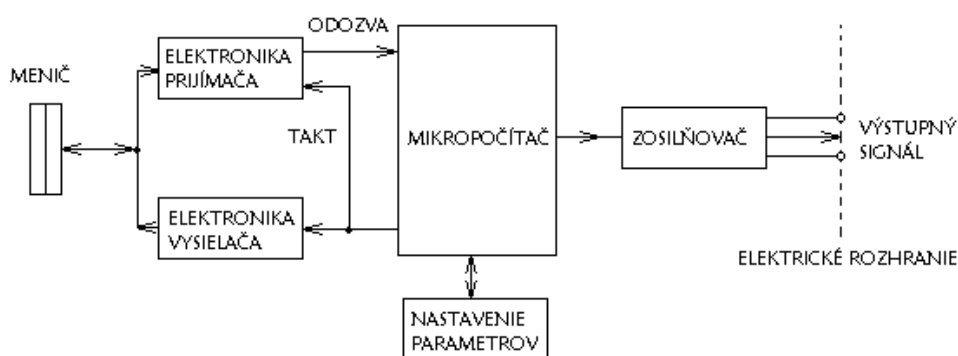 ODOZVA
ELEKTRONIKA
PRIJÍMAČA
MENIČ
TAKT
MIKROPOČÍTAČ
ZOSILŇOVAČ
VÝSTUPNÝ
SIGNÁL
ELEKTRONIKA
VYSIELAČA
ELEKTRICKÉ ROZHRANIE
NASTAVENIE
PARAMETROV